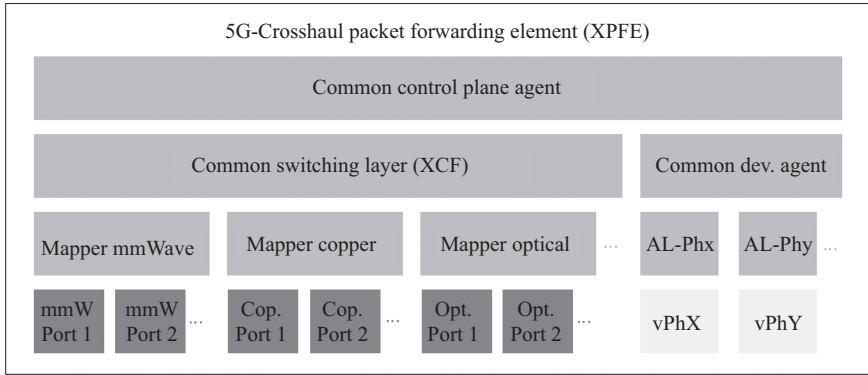 5G-Crosshaul packet forwarding element (XPFE)
Common control plane agent
Common switching layer (XCF)
Common dev. agent
Mapper mmWave
Mapper copper
Mapper optical
...
AL-Phx
AL-Phy
...
mmW
Port 1
mmW
Port 2
...
Cop.
Port 1
Cop.
Port 2
...
Opt.
Port 1
Opt.
Port 2
...
vPhX
vPhY